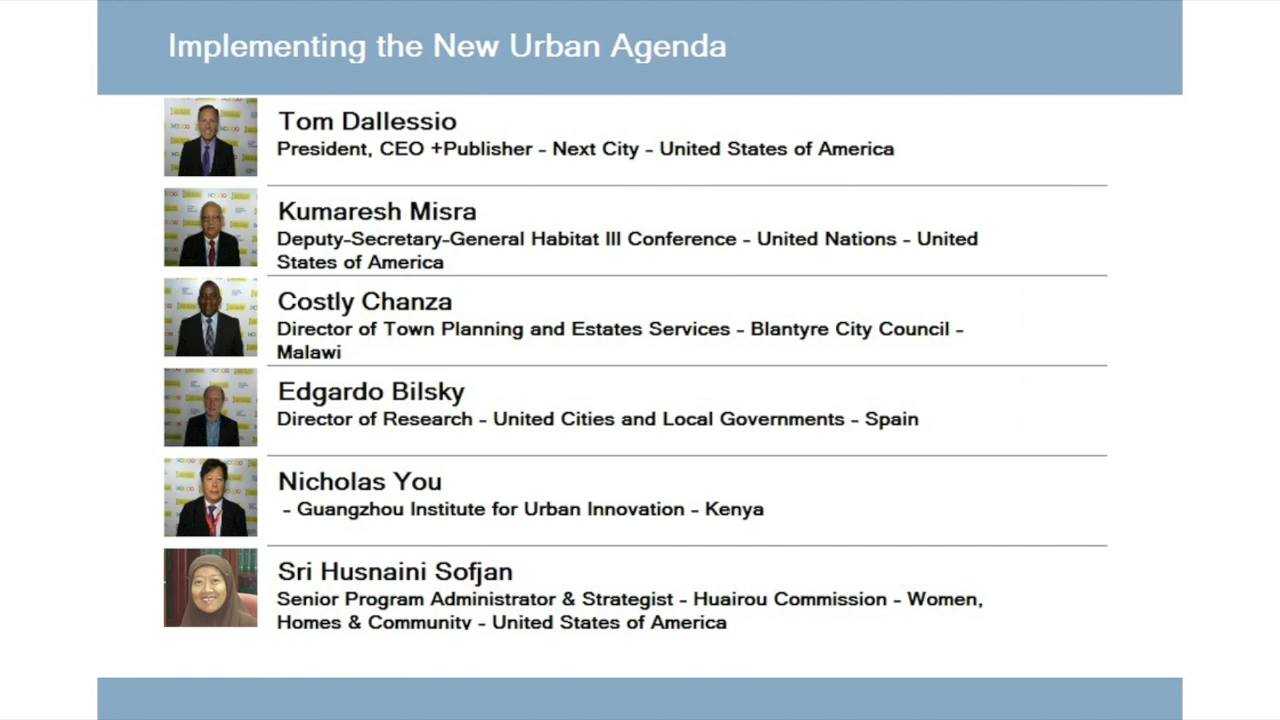 Implementing the New Urban Agenda
Tom Dallessio
President, CEO +Publisher - Next City - United States of America
Kumaresh Misra
Deputy-Secretary-General Habitat III Conference - United Nations - United
States of America
Costly Chanza
Director of Town Planning and Estates Services - Blantyre City Council -
Malawi
Edgardo Bilsky
Director of Research - United Cities and Local Governments - Spain
Nicholas You
- Guangzhou Institute for Urban Innovation - Kenya
Sri Husnaini Sofjan
Senior Program Administrator & Strategist - Huairou Commission - Women,
Homes & Community - United States of America